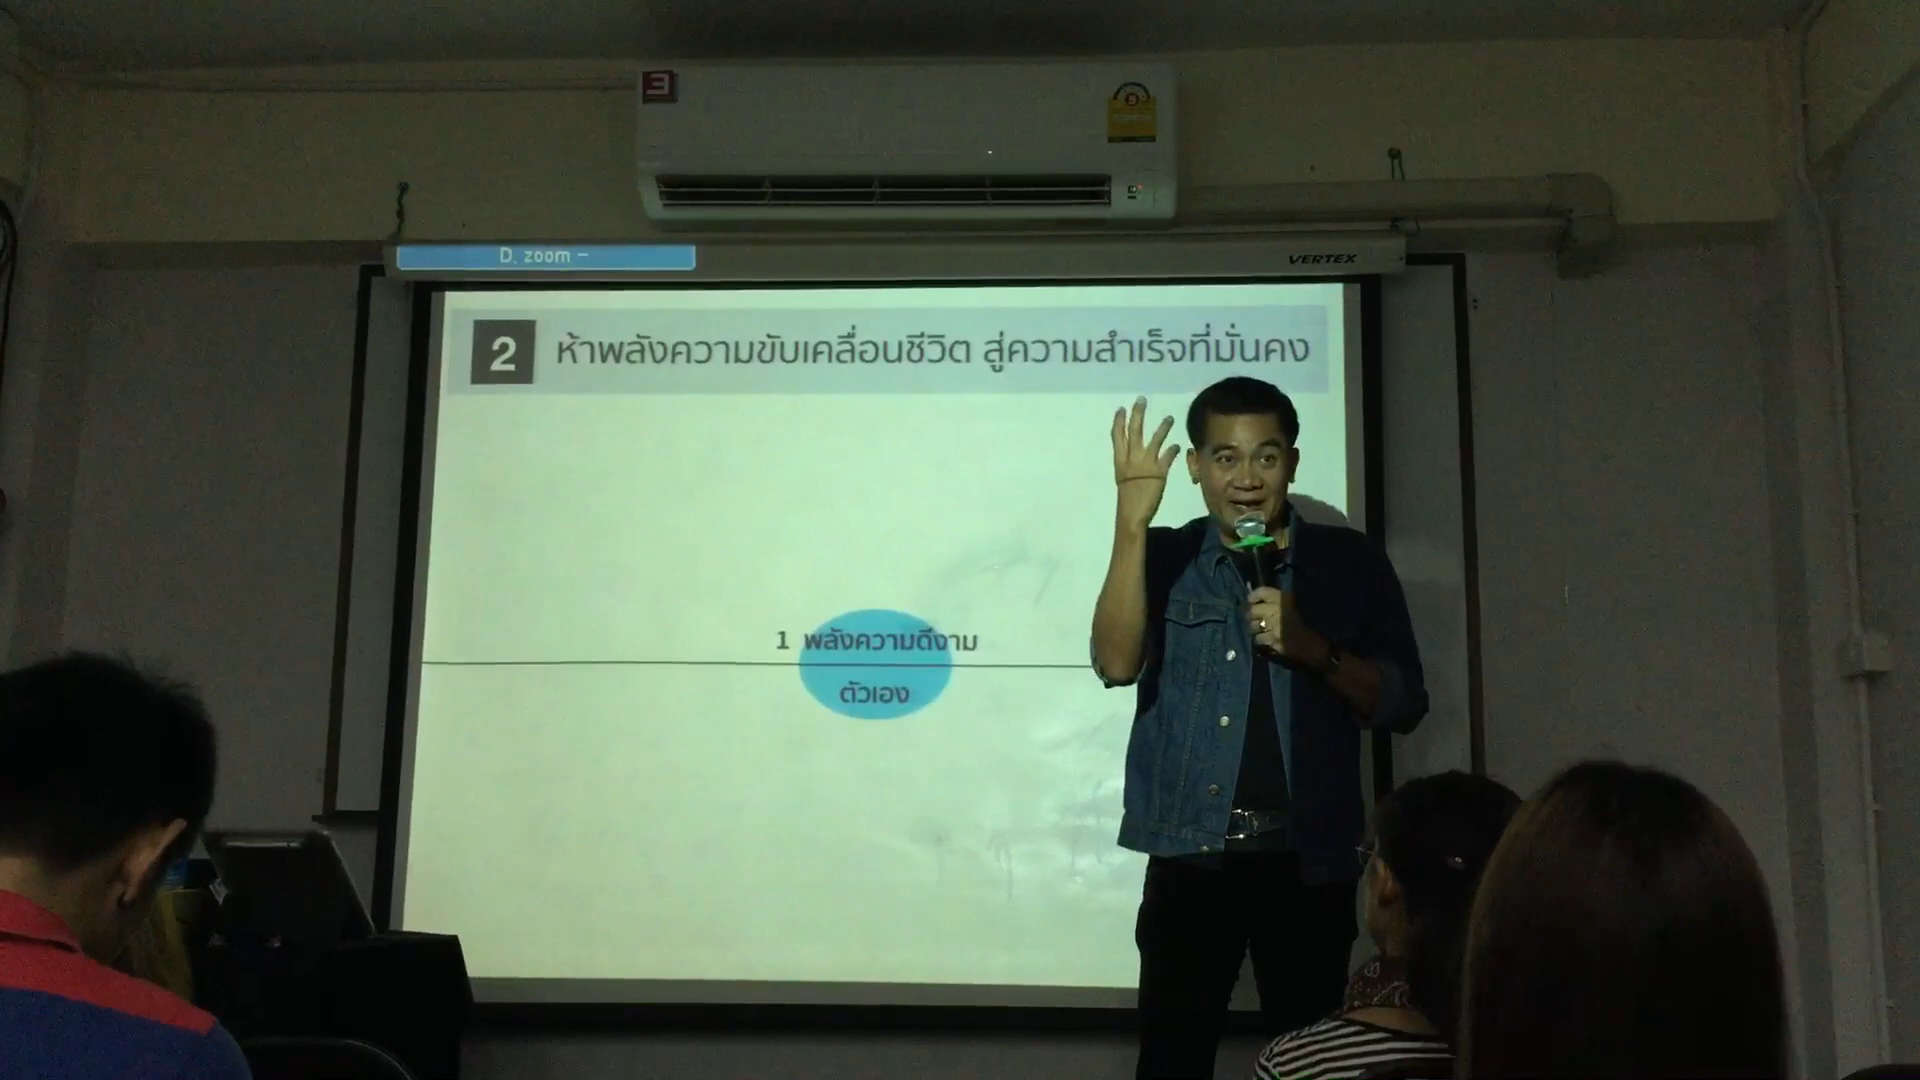 3
3
D. zoom -
VERTEX
2 ห้าพลังความขับเคลื่อนชีวิต สู่ความสำเร็จที่มั่นคง
1 พลังความดีงาม
ตัวเอง